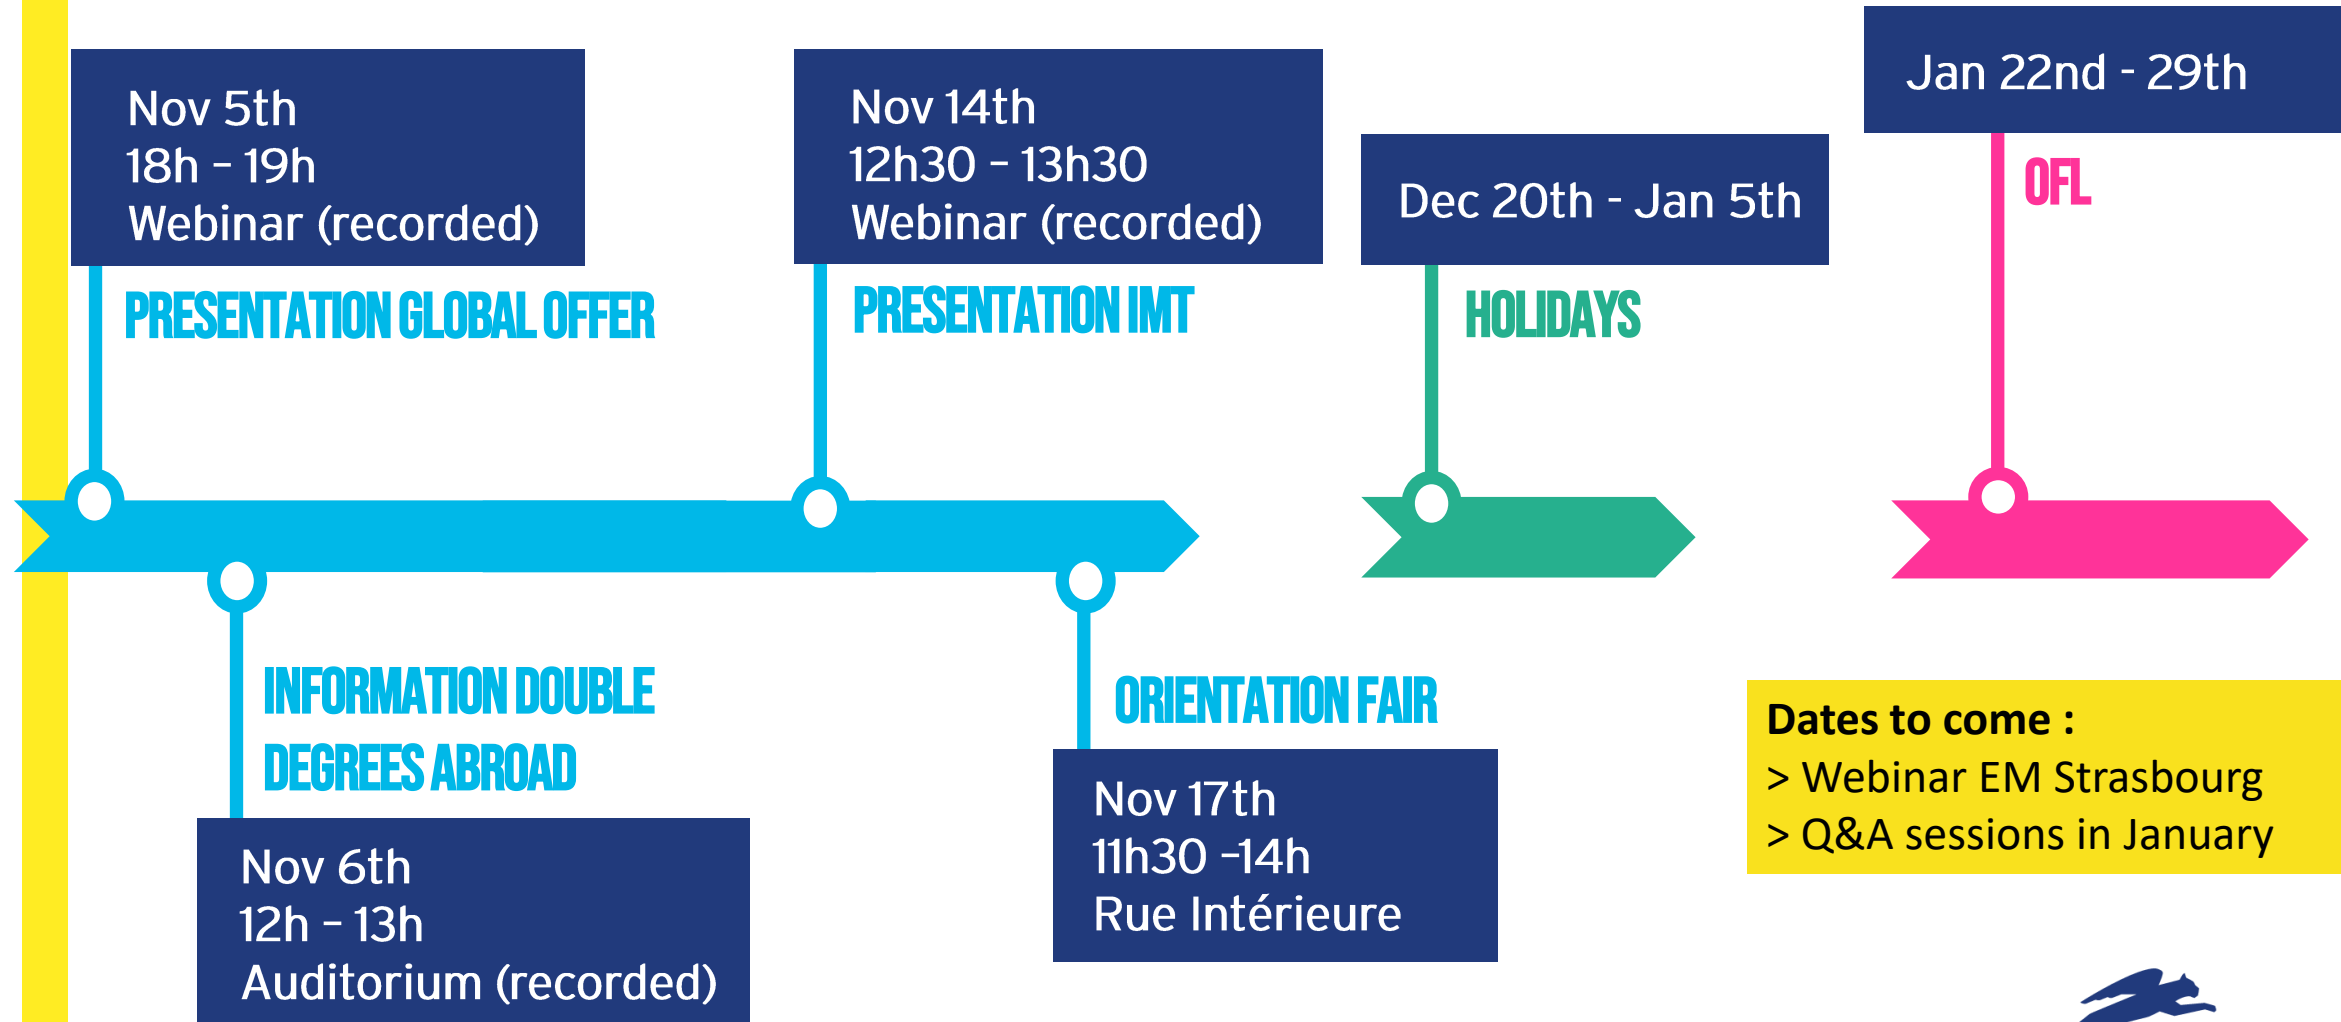 Nov 5th
18h – 19h
Webinar (recorded)
PRESENTATION GLOBAL OFFER
Nov 14th
12h30 – 13h30
Webinar (recorded)
PRESENTATION IMT
Dec 20th - Jan 5th
HOLIDAYS
Jan 22nd - 29th
OFL
INFORMATION DOUBLE
DEGREES ABROAD
Nov 6th
12h – 13h
Auditorium (recorded)
ORIENTATION FAIR
Nov 17th
11h30 –14h
Rue Intérieure
Dates to come :
> Webinar EM Strasbourg
> Q&A sessions in January